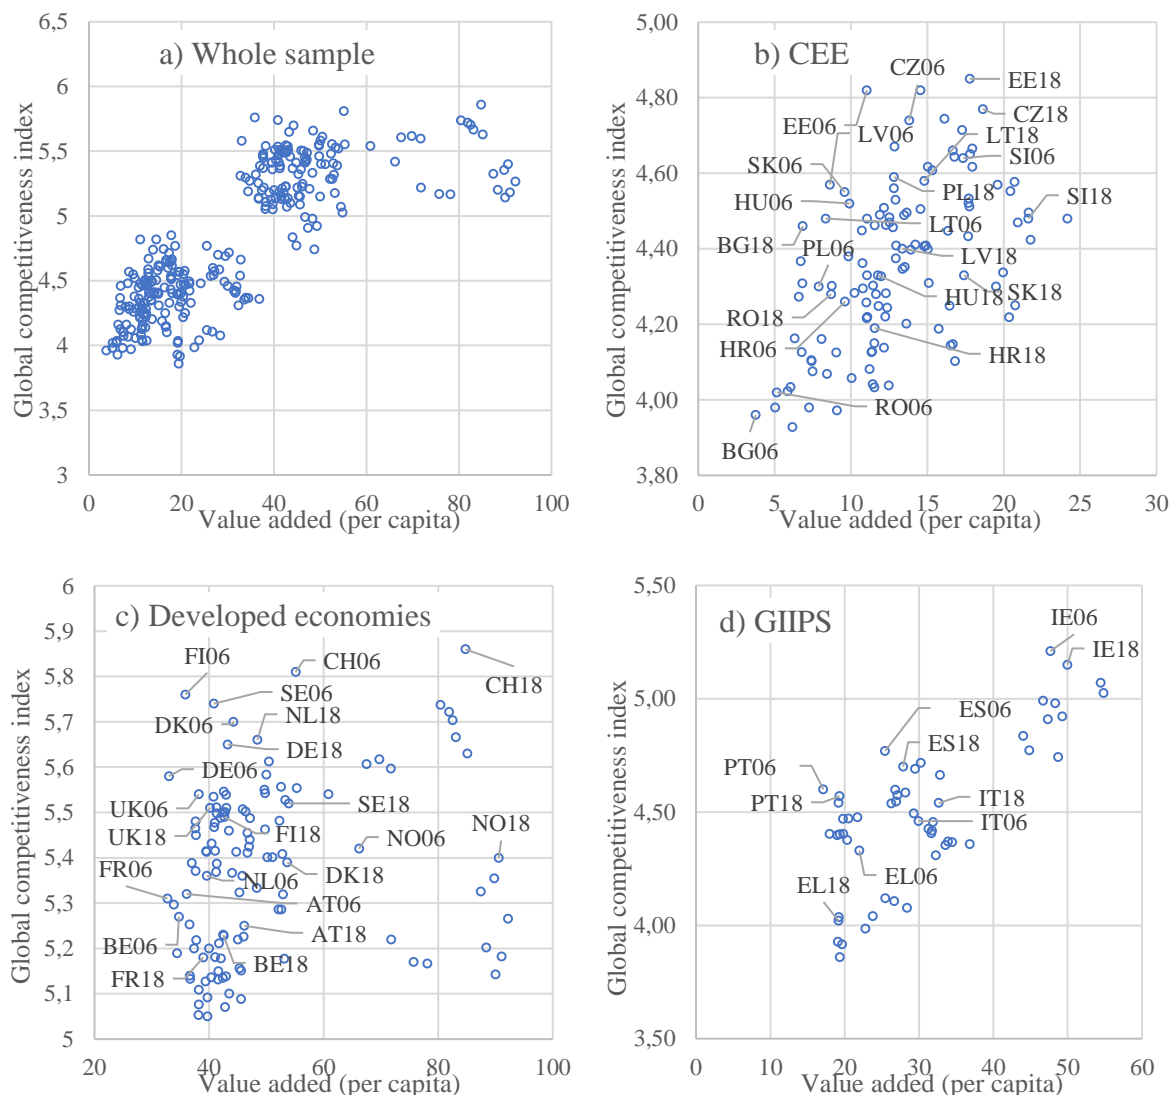 a) Whole sample
Global competitiveness index
6,5
6
5,5
5
4,5
4
3,5
3
0
20
40
60
80
100
Value added (per capita)
b) CEE
Global competitiveness index
5,00
4,80
4,60
4,40
4,20
4,00
3,80
0
5
10
15
20
25
30
Value added (per capita)
CZ06
EE18
EE06
LV06
CZ18
LT18
SK06
SI06
HU06
PL18
SI18
BG18
LT06
PL06
LV18
RO18
HU18
SK18
HR06
HR18
RO06
BG06
c) Developed economies
Global competitiveness index
6
5,9
5,8
5,7
5,6
5,5
5,4
5,3
5,2
5,1
5
20
40
60
80
100
Value added (per capita)
FI06
CH06
CH18
SE06
NL18
DK06
DE18
DE06
UK06
SE18
UK18
FI18
NO06
NO18
FR06
NL06
DK18
AT06
BE06
AT18
FR18
BE18
d) GIIPS
Global competitiveness index
5,50
5,00
4,50
4,00
3,50
0
10
20
30
40
50
60
Value added (per capita)
IE06
IE18
ES06
ES18
PT06
PT18
IT18
IT06
EL18
EL06